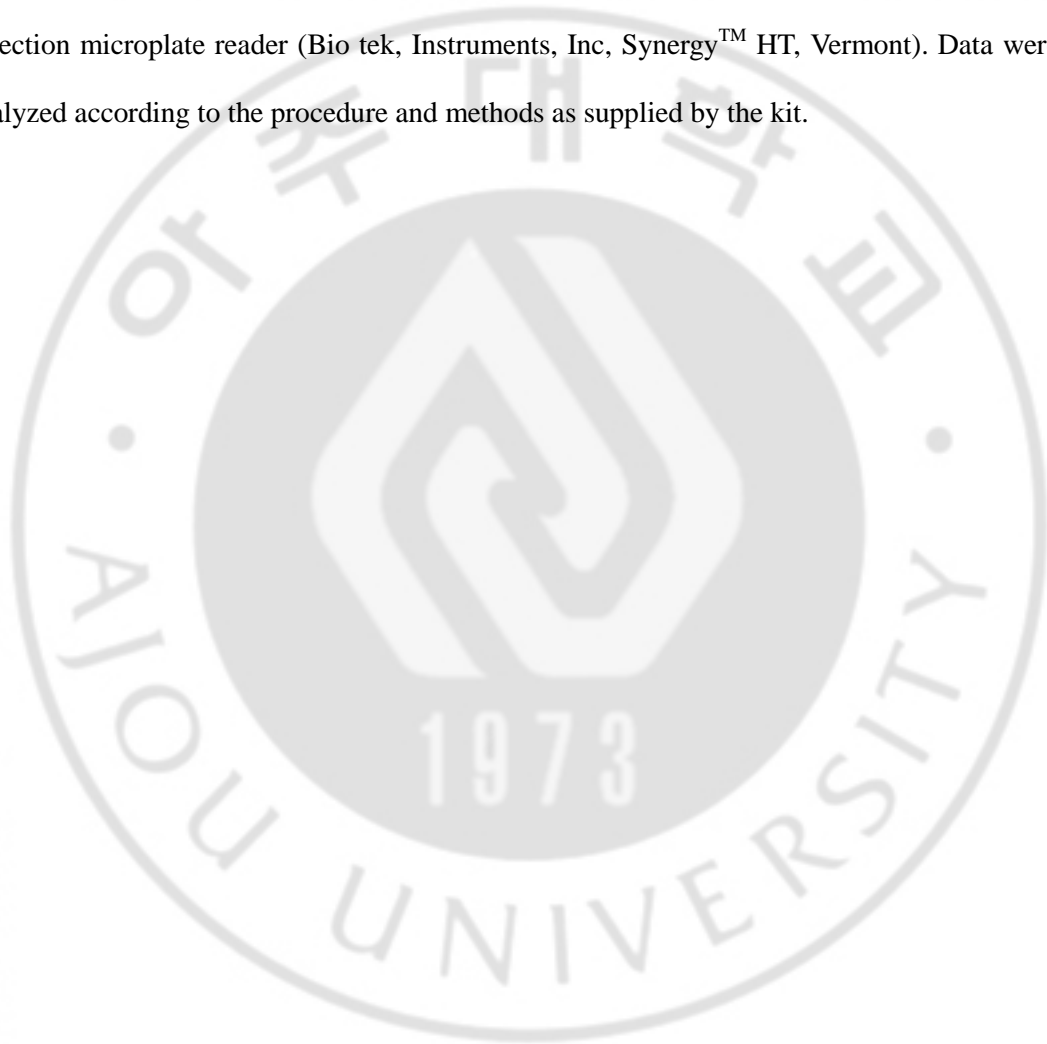 ection microplate reader (Bio tek, Instruments, Inc, Synergy™ HT, Vermont). Data wer
alyzed according to the procedure and methods as supplied by the kit.
아주대학교
1973
AJOU UNIVERSITY